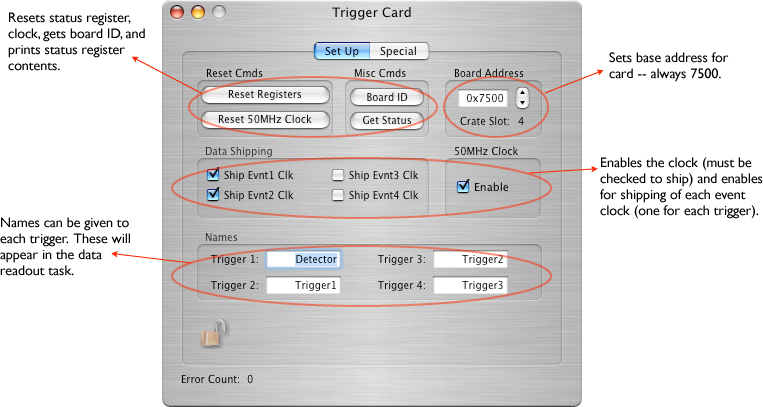 Trigger Card
Resets status register,
clock, gets board ID, and
prints status register
contents.
Set Up
Special
Reset Cmds
Reset Registers
Reset 50MHz Clock
Misc Cmds
Board ID
Get Status
Board Address
0x7500
Crate Slot: 4
Sets base address for
card -- always 7500.
Data Shipping
Ship Evnt1 Clk
Ship Evnt3 Clk
Ship Evnt2 Clk
Ship Evnt4 Clk
50MHz Clock
Enable
Enables the clock (must be
checked to ship) and enables
for shipping of each event
clock (one for each trigger).
Names can be given to
each trigger. These will
appear in the data
readout task.
Names
Trigger 1: Detector
Trigger 3: Trigger2
Trigger 2: Trigger1
Trigger 4: Trigger3
Error Count: 0